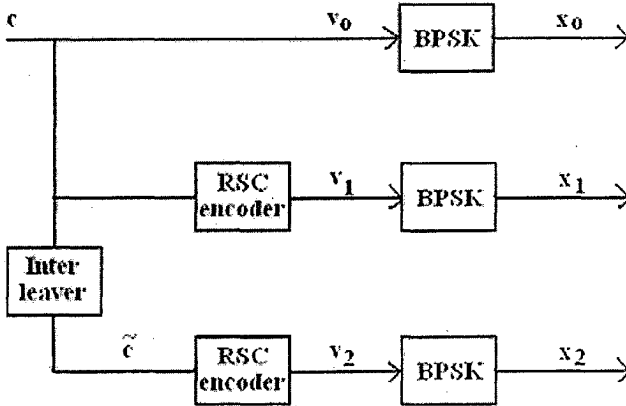 c
v₀
BPSK
x₀
RSC
encoder
v₁
BPSK
x₁
Inter
leaver
c̃
RSC
encoder
v₂
BPSK
x₂